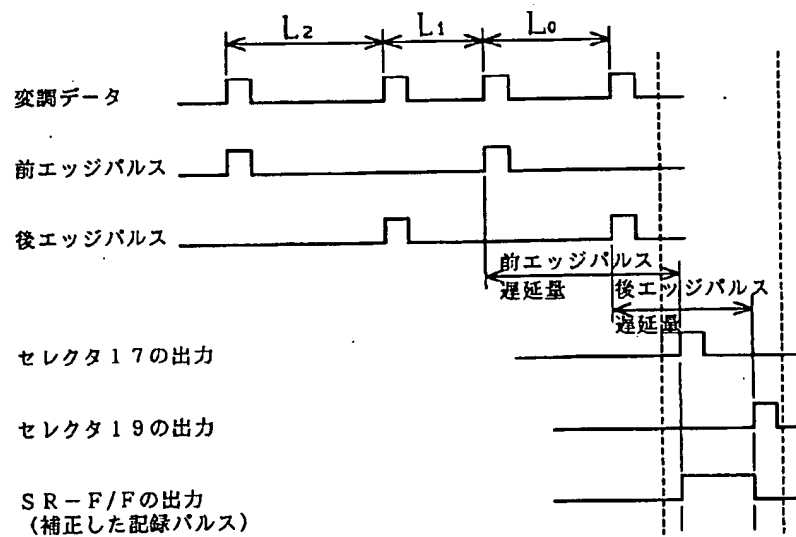 L2 L1 L0
変調データ
前エッジパルス
後エッジパルス
前エッジパルス
遅延量
後エッジパルス
遅延量
セレクタ17の出力
セレクタ19の出力
SR-F/Fの出力
(補正した記録パルス)